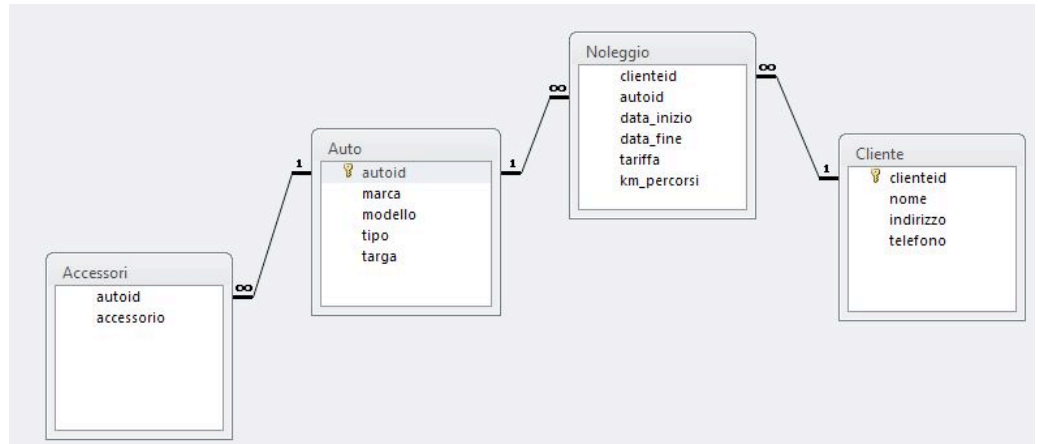 Noleggio
clienteid
autoid
data_inizio
data_fine
tariffa
km_percorsi
∞
∞
Auto
autoid
marca
modello
tipo
targa
1
1
Cliente
clienteid
nome
indirizzo
telefono
1
Accessori
autoid
accessorio
∞